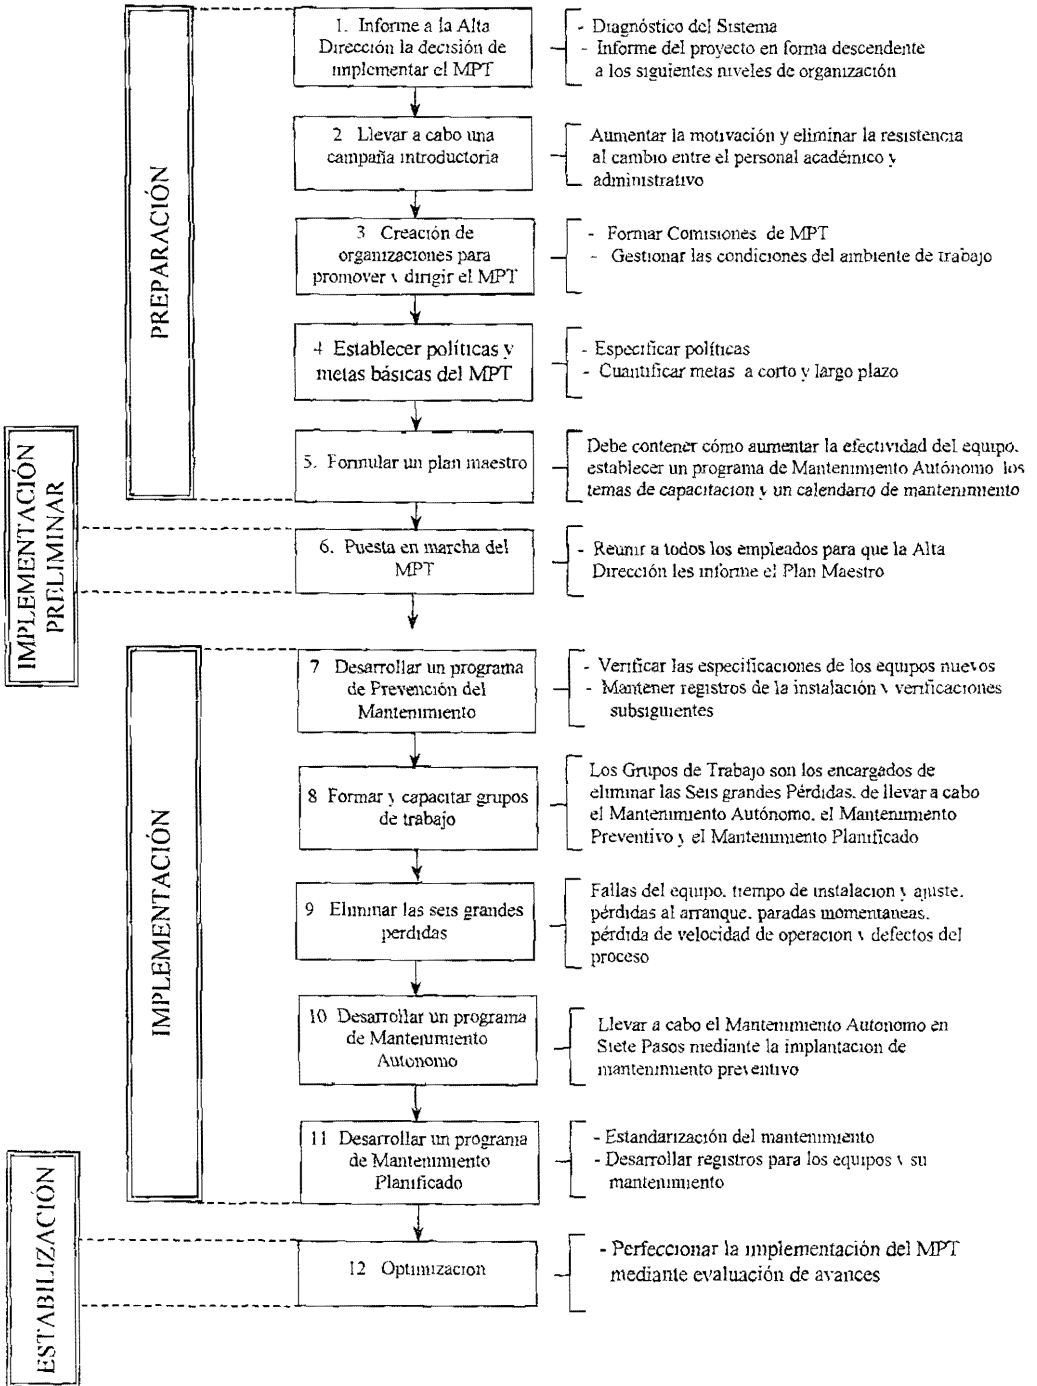 PREPARACIÓN
1. Informe a la Alta
Dirección la decisión de
implementar el MPT
- Diagnóstico del Sistema
- Informe del proyecto en forma descendente
a los siguientes niveles de organización
2 Llevar a cabo una
campaña introductoria
Aumentar la motivación y eliminar la resistencia
al cambio entre el personal académico y
administrativo
3 Creación de
organizaciones para
promover y dirigir el MPT
- Formar Comisiones de MPT
- Gestionar las condiciones del ambiente de trabajo
4 Establecer políticas y
metas básicas del MPT
- Especificar políticas
- Cuantificar metas a corto y largo plazo
5. Formular un plan maestro
Debe contener cómo aumentar la efectividad del equipo.
establecer un programa de Mantenimiento Autónomo los
temas de capacitacion y un calendario de mantenimiento
IMPLEMENTACIÓN
PRELIMINAR
6. Puesta en marcha del
MPT
- Reunir a todos los empleados para que la Alta
Dirección les informe el Plan Maestro
IMPLEMENTACIÓN
7 Desarrollar un programa
de Prevención del
Mantenimiento
- Verificar las especificaciones de los equipos nuevos
- Mantener registros de la instalación y verificaciones
subsiguientes
8 Formar y capacitar grupos
de trabajo
Los Grupos de Trabajo son los encargados de
eliminar las Seis grandes Pérdidas. de llevar a cabo
el Mantenimiento Autónomo. el Mantenimiento
Preventivo y el Mantenimiento Planificado
9 Eliminar las seis grandes
perdidas
Fallas del equipo. tiempo de instalacion y ajuste.
pérdidas al arranque. paradas momentaneas.
pérdida de velocidad de operacion y defectos del
proceso
10 Desarrollar un programa
de Mantenimiento
Autonomo
Llevar a cabo el Mantenimiento Autonomo en
Siete Pasos mediante la implantacion de
mantenimiento preventivo
11 Desarrollar un programa
de Mantenimiento
Planificado
- Estandarización del mantenimiento
- Desarrollar registros para los equipos y su
mantenimiento
ESTABILIZACIÓN
12 Optimizacion
- Perfeccionar la implementación del MPT
mediante evaluación de avances